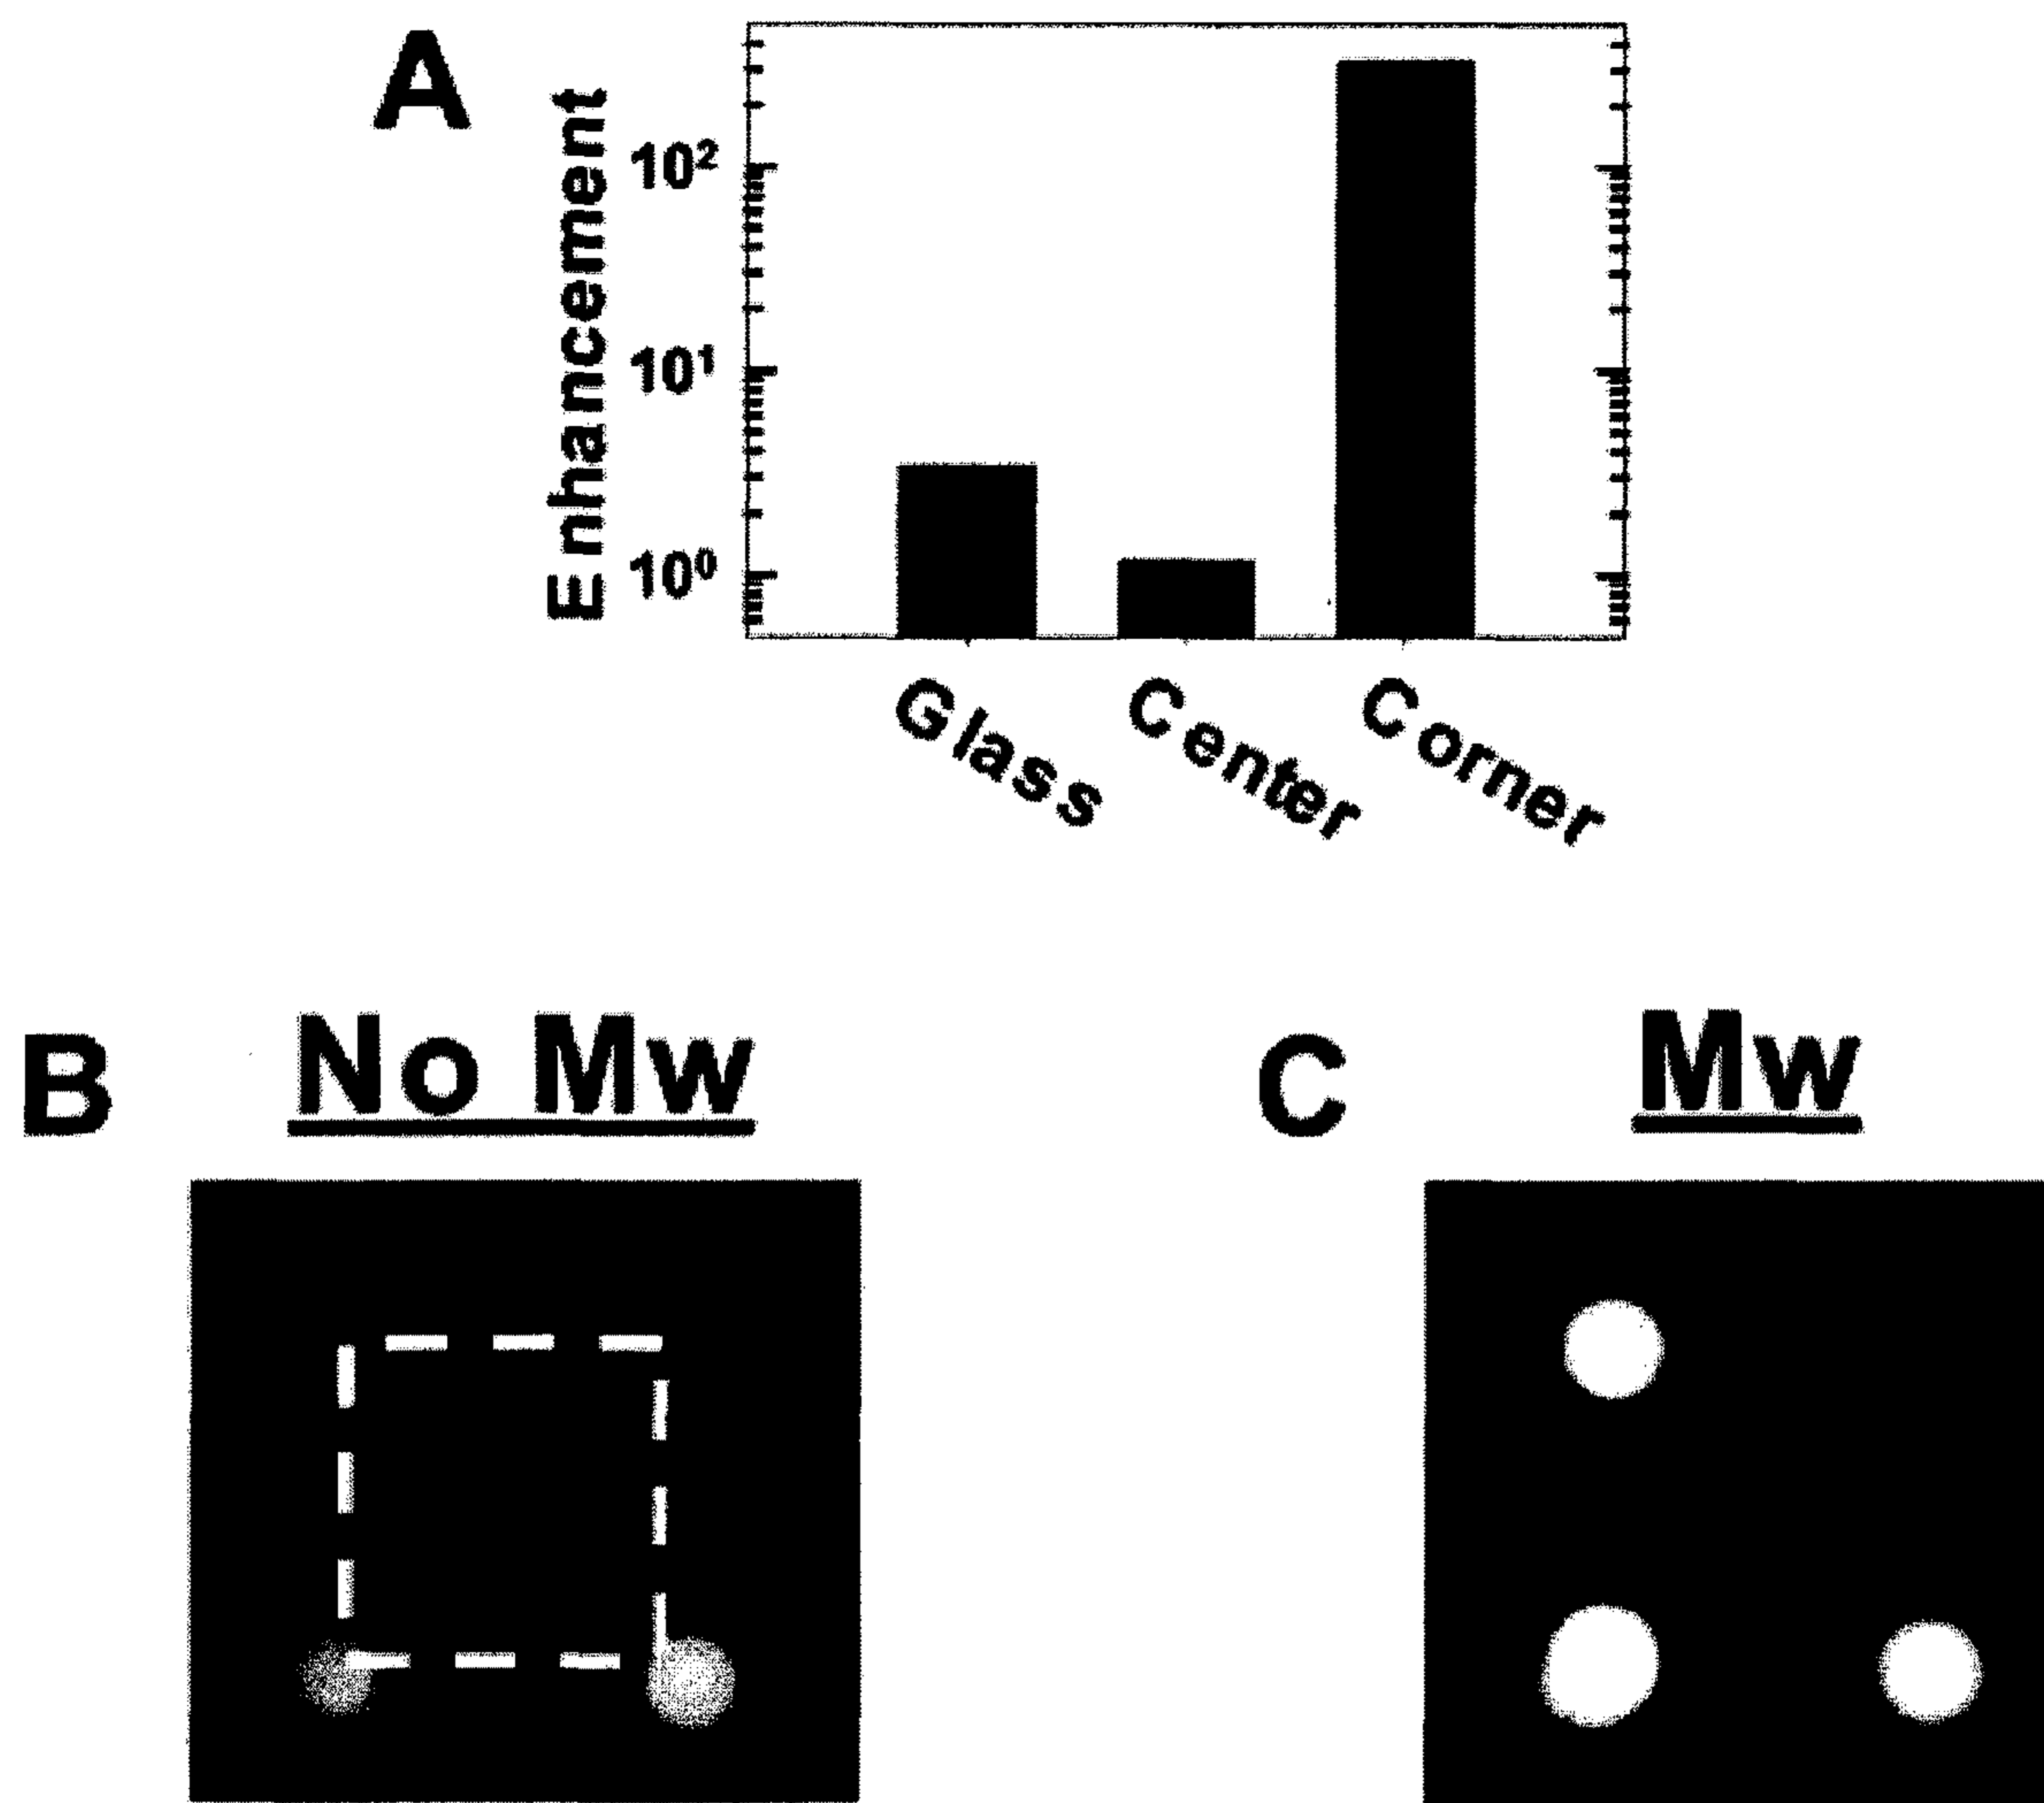 A
Enhancement
10²
10¹
10⁰
Glass
Center
Corner
B
No Mw
C
Mw